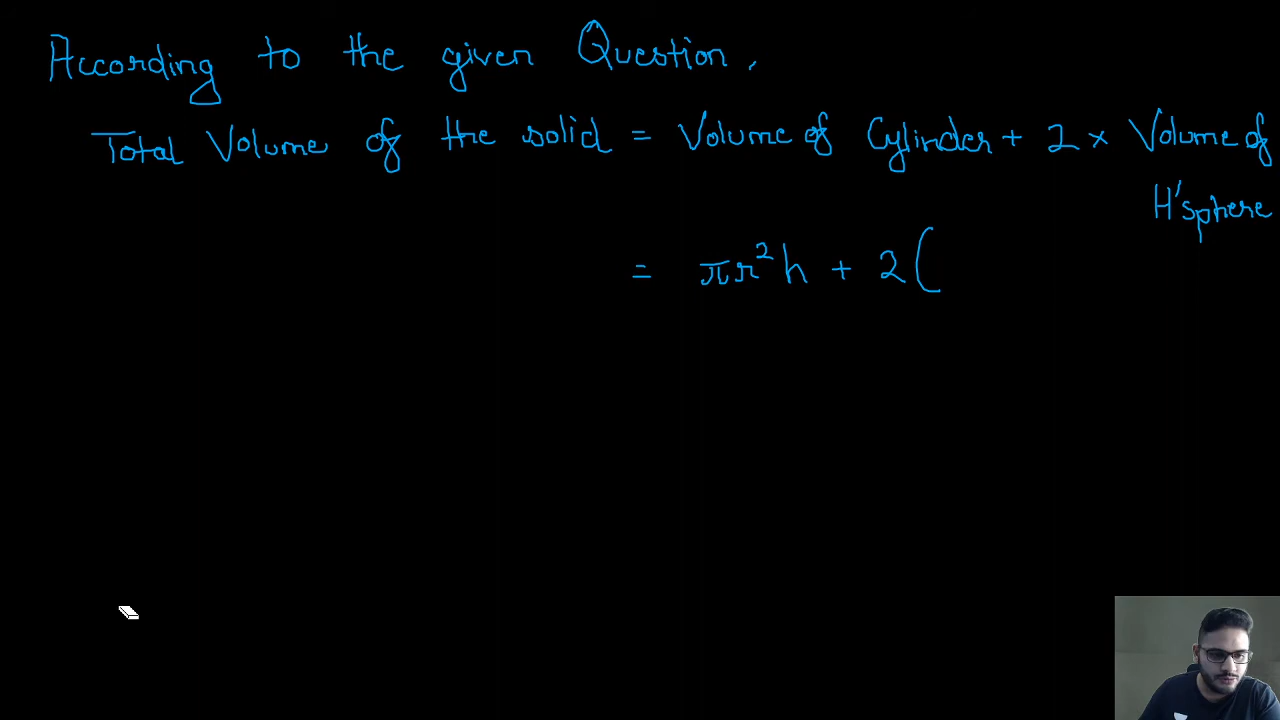 According to the given Question,
Total Volume of the solid = Volume of Cylinder + 2 × Volume of
H'sphere
= πr²h + 2(